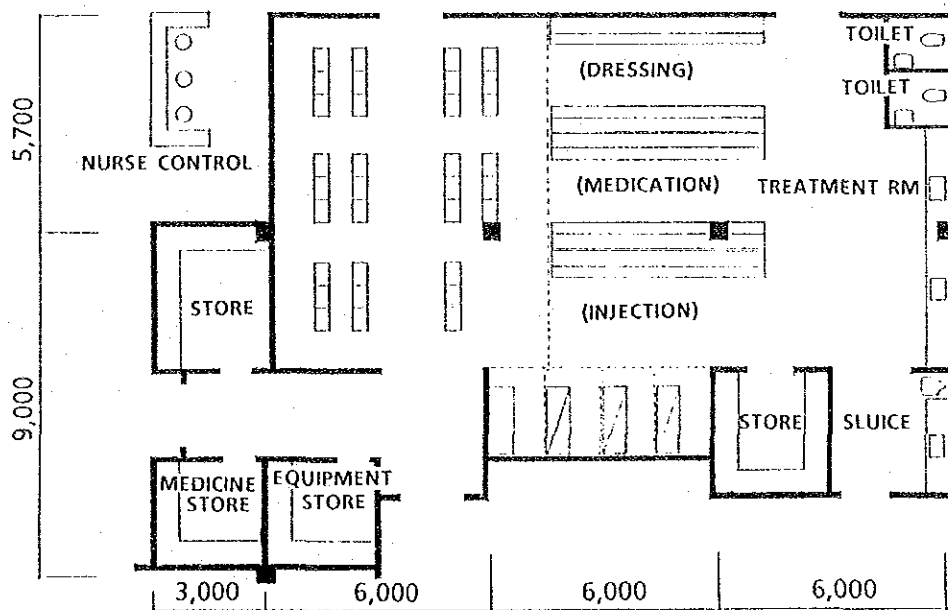 TOILET
(DRESSING)
TOILET
5,700
NURSE CONTROL
(MEDICATION)
TREATMENT RM
STORE
(INJECTION)
9,000
STORE
SLUICE
MEDICINE
STORE
EQUIPMENT
STORE
3,000
6,000
6,000
6,000